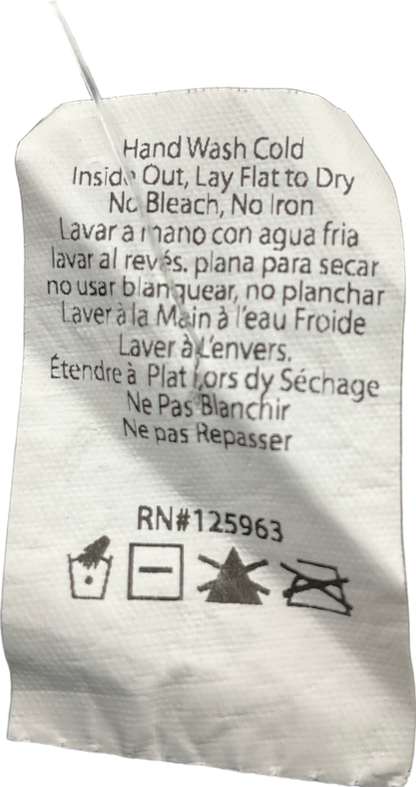 Hand Wash Cold
Inside Out, Lay Flat to Dry
No Bleach, No Iron
Lavar a mano con agua fria
lavar al revés. plana para secar
no usar blanquear, no planchar
Laver à la Main à l'eau Froide
Laver à L'envers.
Étendre à Plat Lors dy Séchage
Ne Pas Blanchir
Ne pas Repasser
RN#125963